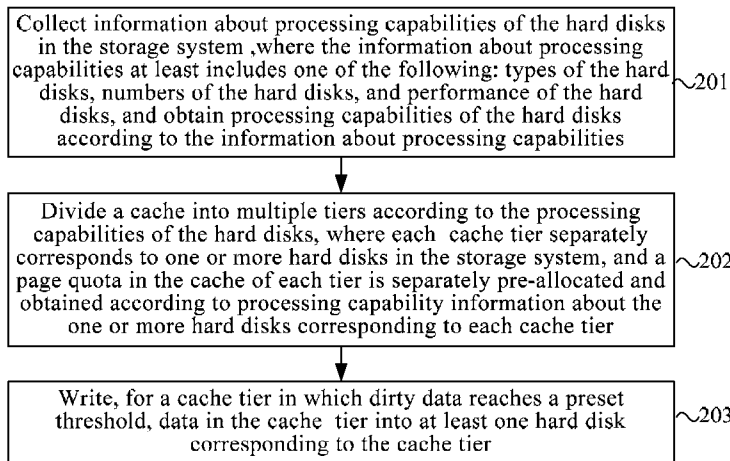 Collect information about processing capabilities of the hard disks
in the storage system ,where the information about processing
capabilities at least includes one of the following: types of the hard
disks, numbers of the hard disks, and performance of the hard
disks, and obtain processing capabilities of the hard disks
according to the information about processing capabilities
201
Divide a cache into multiple tiers according to the processing
capabilities of the hard disks, where each cache tier separately
corresponds to one or more hard disks in the storage system, and a
page quota in the cache of each tier is separately pre-allocated and
obtained according to processing capability information about the
one or more hard disks corresponding to each cache tier
202
Write, for a cache tier in which dirty data reaches a preset
threshold, data in the cache tier into at least one hard disk
corresponding to the cache tier
203